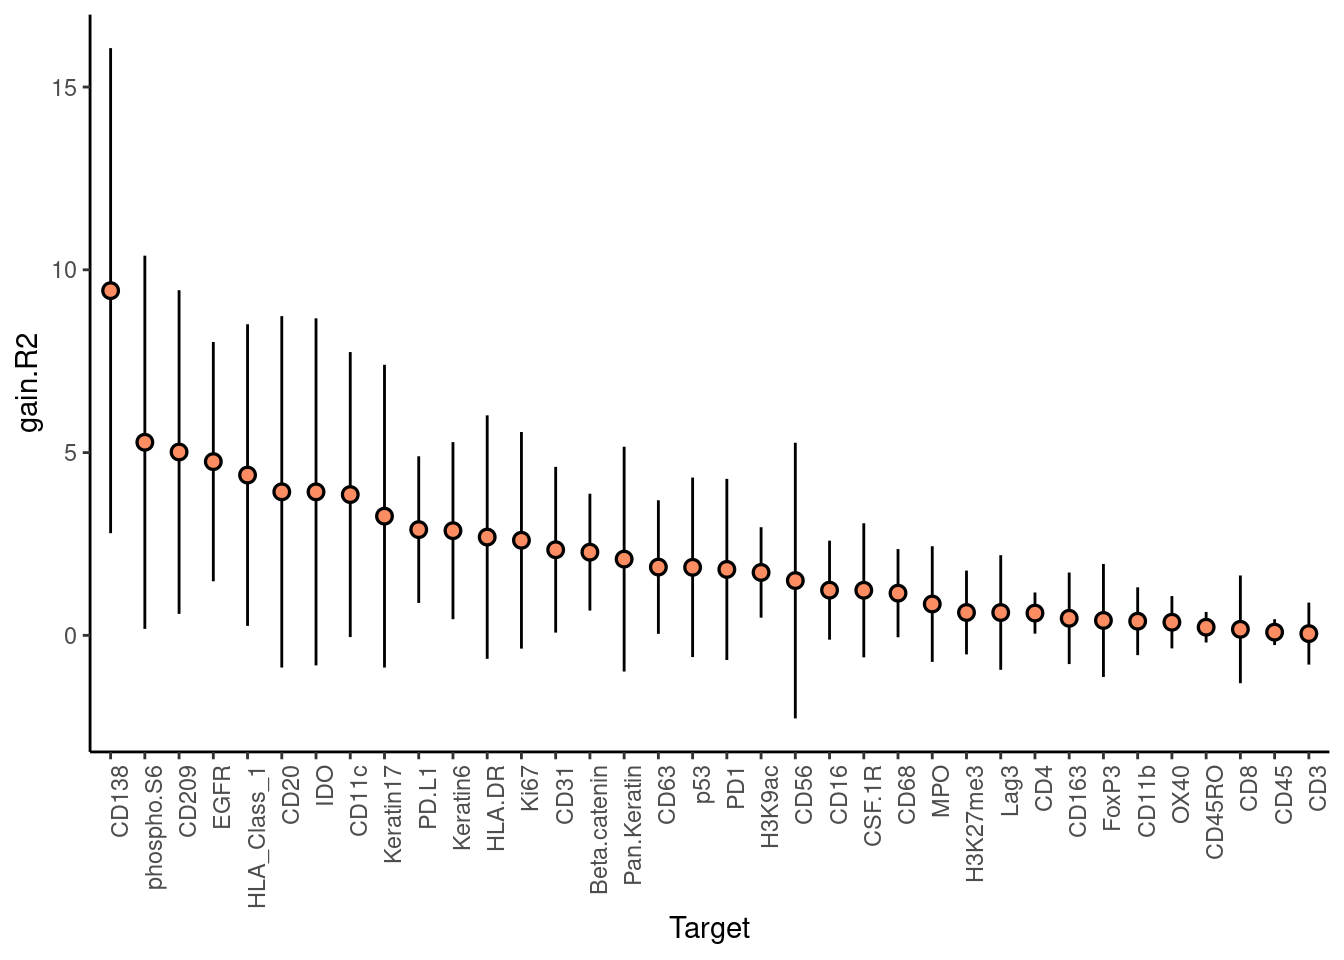 gain.R2
15
10
5
0
CD138
phospho.S6
CD209
EGFR
HLA_Class_1
CD20
IDO
CD11c
Keratin17
PD.L1
Keratin6
HLA.DR
Ki67
CD31
Beta.catenin
Pan.Keratin
CD63
p53
PD1
H3K9ac
CD56
CD16
CSF.1R
CD68
MPO
H3K27me3
Lag3
CD4
CD163
FoxP3
CD11b
OX40
CD45RO
CD8
CD45
CD3
Target